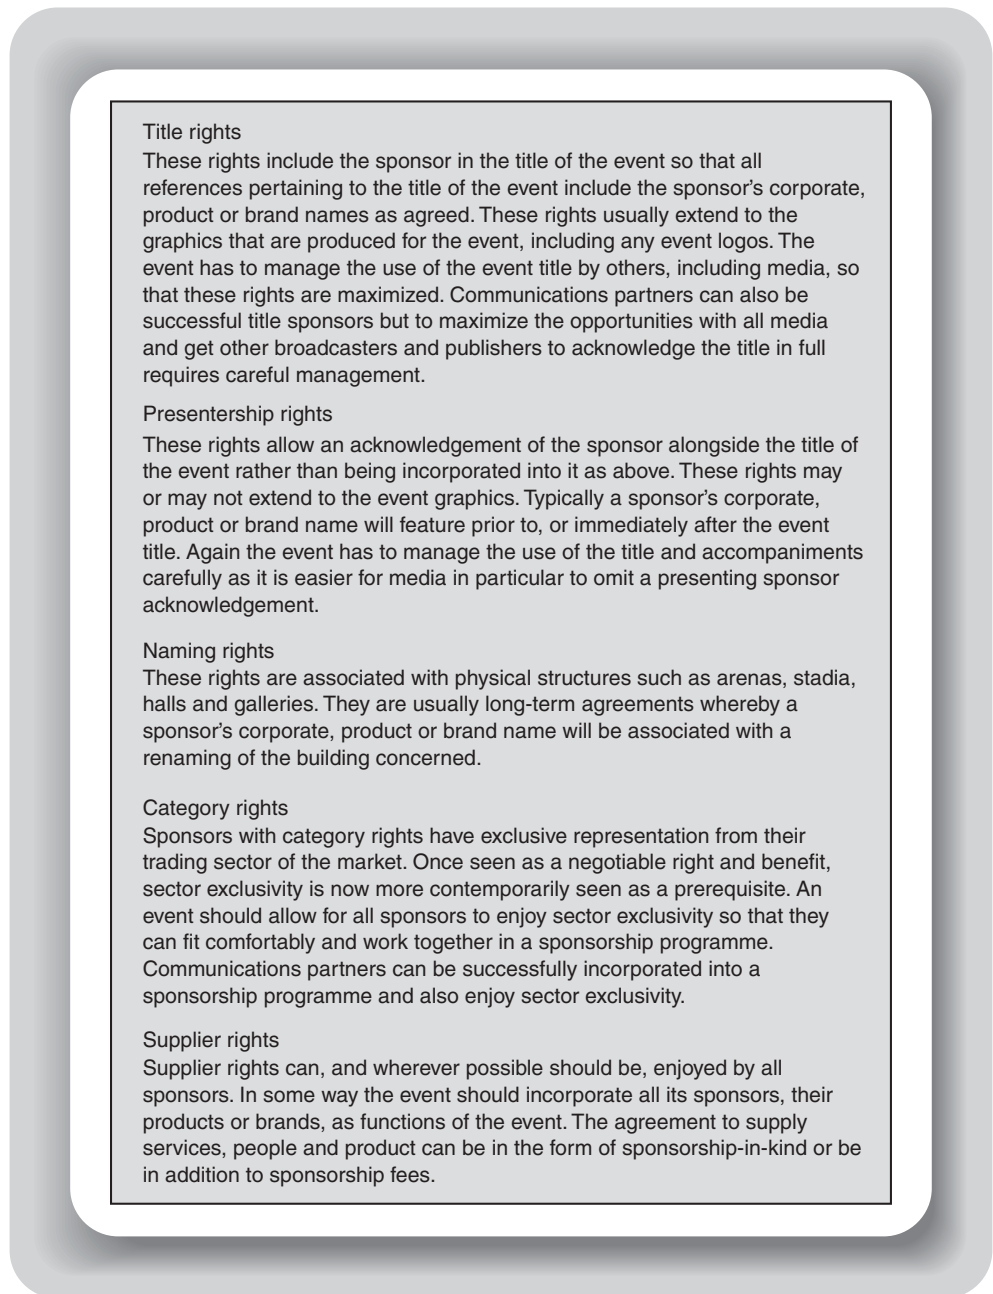 Title rights
These rights include the sponsor in the title of the event so that all
references pertaining to the title of the event include the sponsor’s corporate,
product or brand names as agreed. These rights usually extend to the
graphics that are produced for the event, including any event logos. The
event has to manage the use of the event title by others, including media, so
that these rights are maximized. Communications partners can also be
successful title sponsors but to maximize the opportunities with all media
and get other broadcasters and publishers to acknowledge the title in full
requires careful management.
Presentership rights
These rights allow an acknowledgement of the sponsor alongside the title of
the event rather than being incorporated into it as above. These rights may
or may not extend to the event graphics. Typically a sponsor’s corporate,
product or brand name will feature prior to, or immediately after the event
title. Again the event has to manage the use of the title and accompaniments
carefully as it is easier for media in particular to omit a presenting sponsor
acknowledgement.
Naming rights
These rights are associated with physical structures such as arenas, stadia,
halls and galleries. They are usually long-term agreements whereby a
sponsor’s corporate, product or brand name will be associated with a
renaming of the building concerned.
Category rights
Sponsors with category rights have exclusive representation from their
trading sector of the market. Once seen as a negotiable right and benefit,
sector exclusivity is now more contemporarily seen as a prerequisite. An
event should allow for all sponsors to enjoy sector exclusivity so that they
can fit comfortably and work together in a sponsorship programme.
Communications partners can be successfully incorporated into a
sponsorship programme and also enjoy sector exclusivity.
Supplier rights
Supplier rights can, and wherever possible should be, enjoyed by all
sponsors. In some way the event should incorporate all its sponsors, their
products or brands, as functions of the event. The agreement to supply
services, people and product can be in the form of sponsorship-in-kind or be
in addition to sponsorship fees.